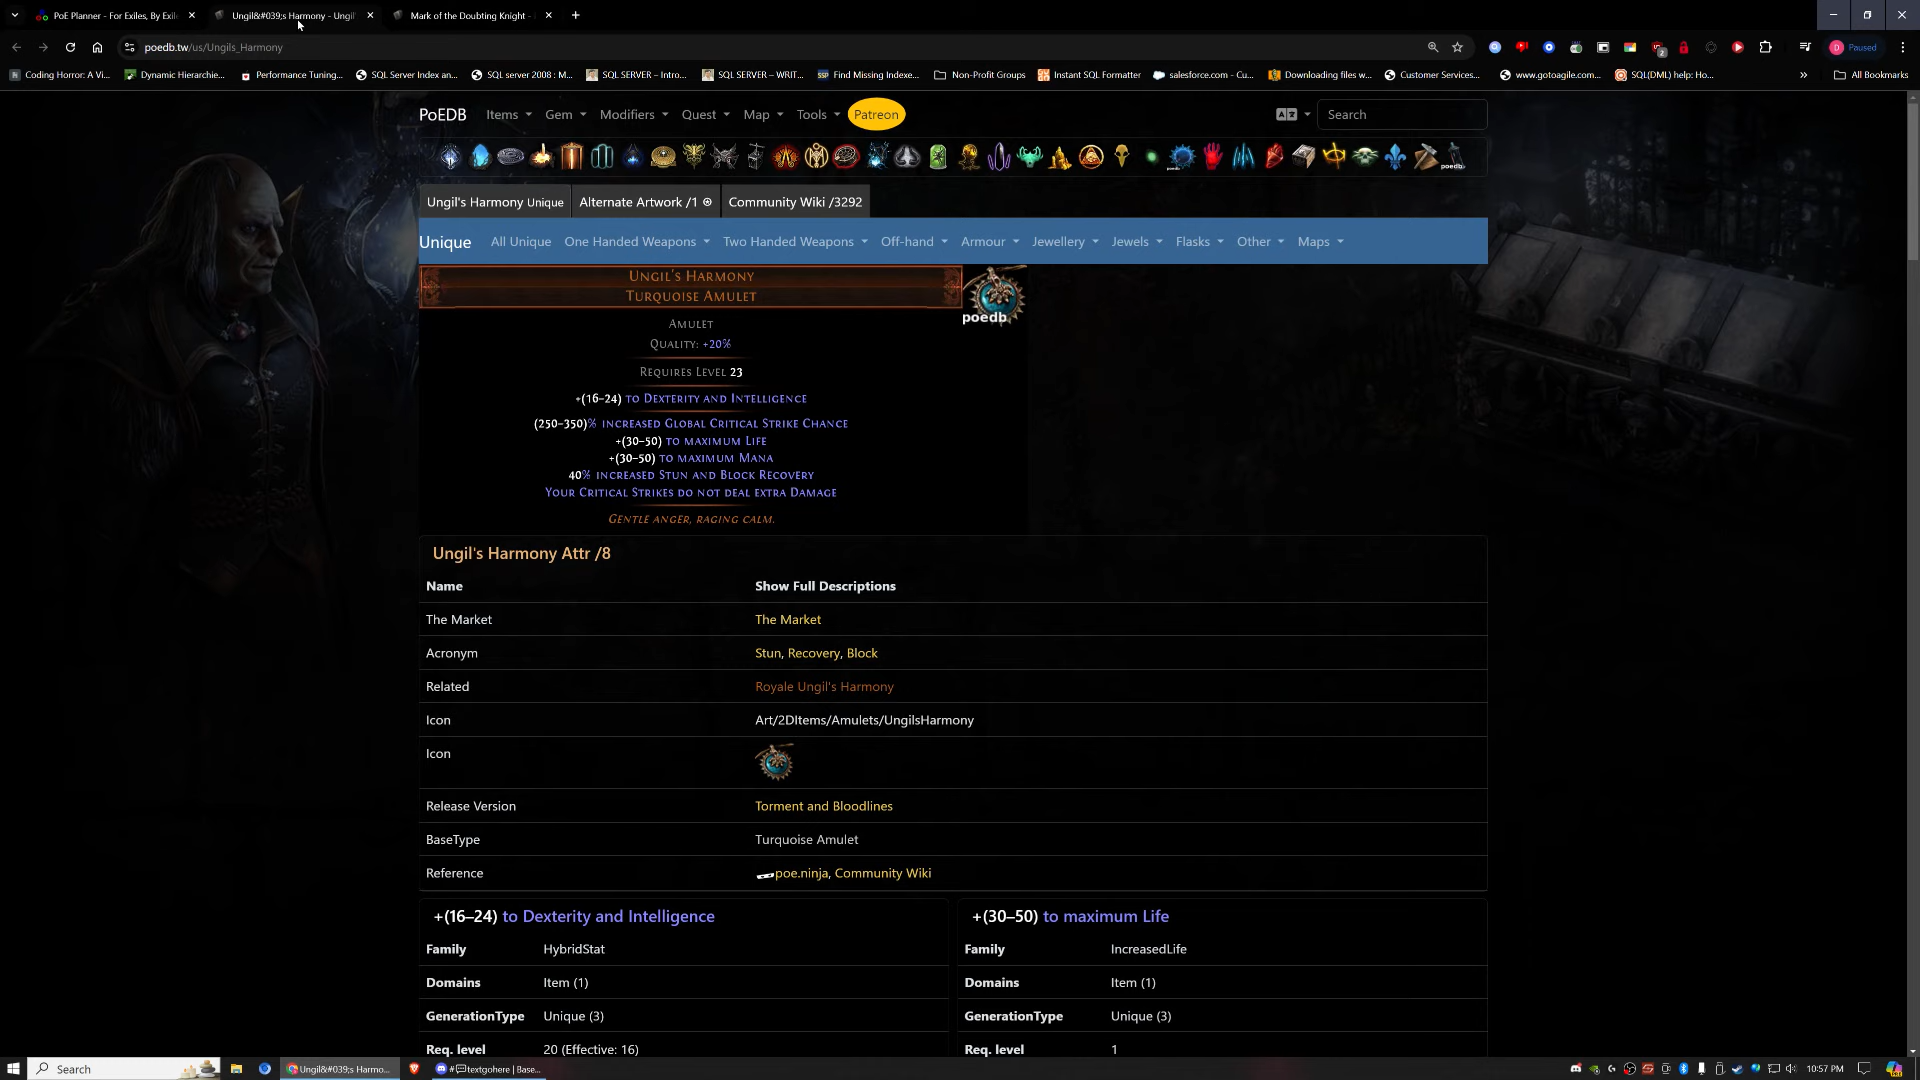 PoE Planner - For Exiles, By Exil
Ungil&#039;s Harmony - Ungil'
Mark of the Doubting Knight -
poedb.tw/us/Ungils_Harmony
Paused
Coding Horror: A Vi...
Dynamic Hierarchie...
Performance Tuning...
SQL Server Index an...
SQL server 2008 : M...
SQL SERVER – Intro...
SQL SERVER – WRIT...
Find Missing Indexe...
Non-Profit Groups
Instant SQL Formatter
salesforce.com - Cu...
Downloading files w...
Customer Services...
www.gotoagile.com...
SQL(DML) help: Ho...
All Bookmarks
PoEDB
Items
Gem
Modifiers
Quest
Map
Tools
Patreon
Search
Ungil's Harmony Unique
Alternate Artwork /1
Community Wiki /3292
Unique
All Unique
One Handed Weapons
Two Handed Weapons
Off-hand
Armour
Jewellery
Jewels
Flasks
Other
Maps
Ungil's Harmony
Turquoise Amulet
poedb
Amulet
Quality: +20%
Requires Level 23
+(16–24) to Dexterity and Intelligence
(250–350)% increased Global Critical Strike Chance
+(30–50) to maximum Life
+(30–50) to maximum Mana
40% increased Stun and Block Recovery
Your Critical Strikes do not deal extra Damage
Gentle anger, raging calm.
Ungil's Harmony Attr /8
Name
Show Full Descriptions
The Market
The Market
Acronym
Stun, Recovery, Block
Related
Royale Ungil's Harmony
Icon
Art/2DItems/Amulets/UngilsHarmony
Icon
Release Version
Torment and Bloodlines
BaseType
Turquoise Amulet
Reference
poe.ninja, Community Wiki
+(16–24) to Dexterity and Intelligence
Family
HybridStat
Domains
Item (1)
GenerationType
Unique (3)
Req. level
20 (Effective: 16)
+(30–50) to maximum Life
Family
IncreasedLife
Domains
Item (1)
GenerationType
Unique (3)
Req. level
1
Search
Ungil&#039;s Harmo...
#textgohere | Base...
10:57 PM